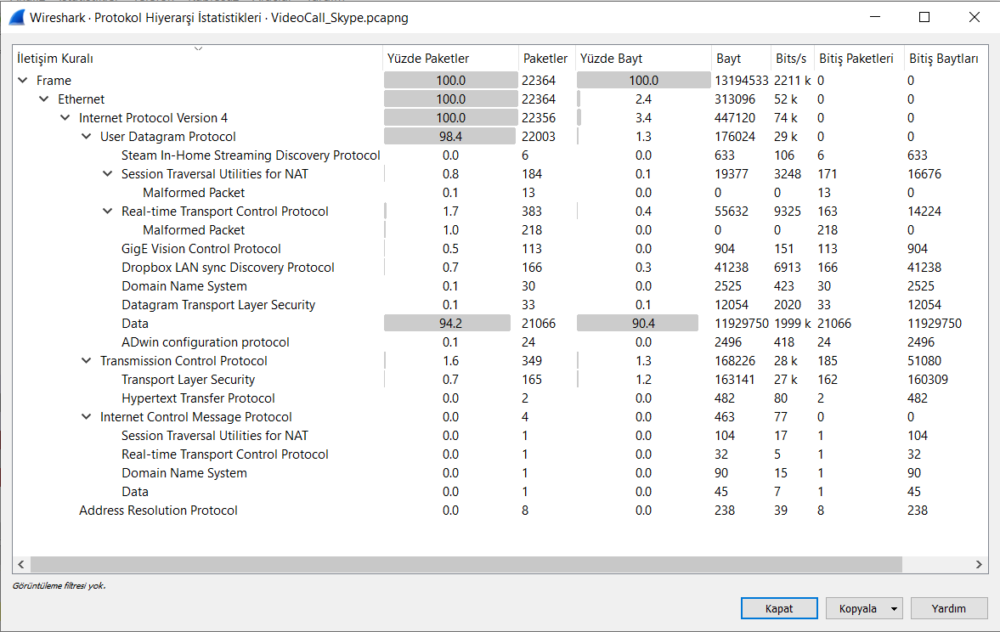 Wireshark · Protokol Hiyerarşi İstatistikleri · VideoCall_Skype.pcapng
İletişim Kuralı Yüzde Paketler Paketler Yüzde Bayt Bayt Bits/s Bitiş Paketleri Bitiş Baytları
Frame 100.0 22364 100.0 13194533 2211 k 0 0
Ethernet 100.0 22364 2.4 313096 52 k 0 0
Internet Protocol Version 4 100.0 22356 3.4 447120 74 k 0 0
User Datagram Protocol 98.4 22003 1.3 176024 29 k 0 0
Steam In-Home Streaming Discovery Protocol 0.0 6 0.0 633 106 6 633
Session Traversal Utilities for NAT 0.8 184 0.1 19377 3248 171 16676
Malformed Packet 0.1 13 0.0 0 0 13 0
Real-time Transport Control Protocol 1.7 383 0.4 55632 9325 163 14224
Malformed Packet 1.0 218 0.0 0 0 218 0
GigE Vision Control Protocol 0.5 113 0.0 904 151 113 904
Dropbox LAN sync Discovery Protocol 0.7 166 0.3 41238 6913 166 41238
Domain Name System 0.1 30 0.0 2525 423 30 2525
Datagram Transport Layer Security 0.1 33 0.1 12054 2020 33 12054
Data 94.2 21066 90.4 11929750 1999 k 21066 11929750
ADwin configuration protocol 0.1 24 0.0 2496 418 24 2496
Transmission Control Protocol 1.6 349 1.3 168226 28 k 185 51080
Transport Layer Security 0.7 165 1.2 163141 27 k 162 160309
Hypertext Transfer Protocol 0.0 2 0.0 482 80 2 482
Internet Control Message Protocol 0.0 4 0.0 463 77 0 0
Session Traversal Utilities for NAT 0.0 1 0.0 104 17 1 104
Real-time Transport Control Protocol 0.0 1 0.0 32 5 1 32
Domain Name System 0.0 1 0.0 90 15 1 90
Data 0.0 1 0.0 45 7 1 45
Address Resolution Protocol 0.0 8 0.0 238 39 8 238
Görüntüleme filtresi yok.
Kapat Kopyala Yardım